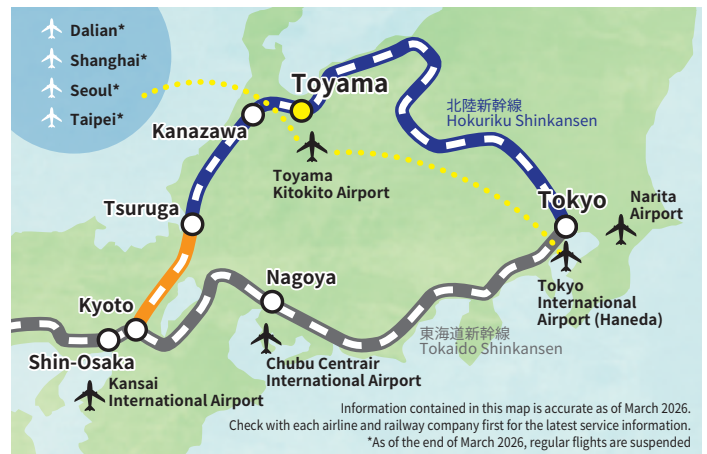 Dalian*
Shanghai*
Seoul*
Taipei*
Toyama
Kanazawa
北陸新幹線
Hokuriku Shinkansen
Toyama
Kitokito Airport
Tsuruga
Tokyo
Narita
Airport
Tokyo
International
Airport (Haneda)
Nagoya
Kyoto
Shin-Osaka
東海道新幹線
Tokaido Shinkansen
Chubu Centrair
International Airport
Kansai
International Airport
Information contained in this map is accurate as of March 2026.
Check with each airline and railway company first for the latest service information.
*As of the end of March 2026, regular flights are suspended